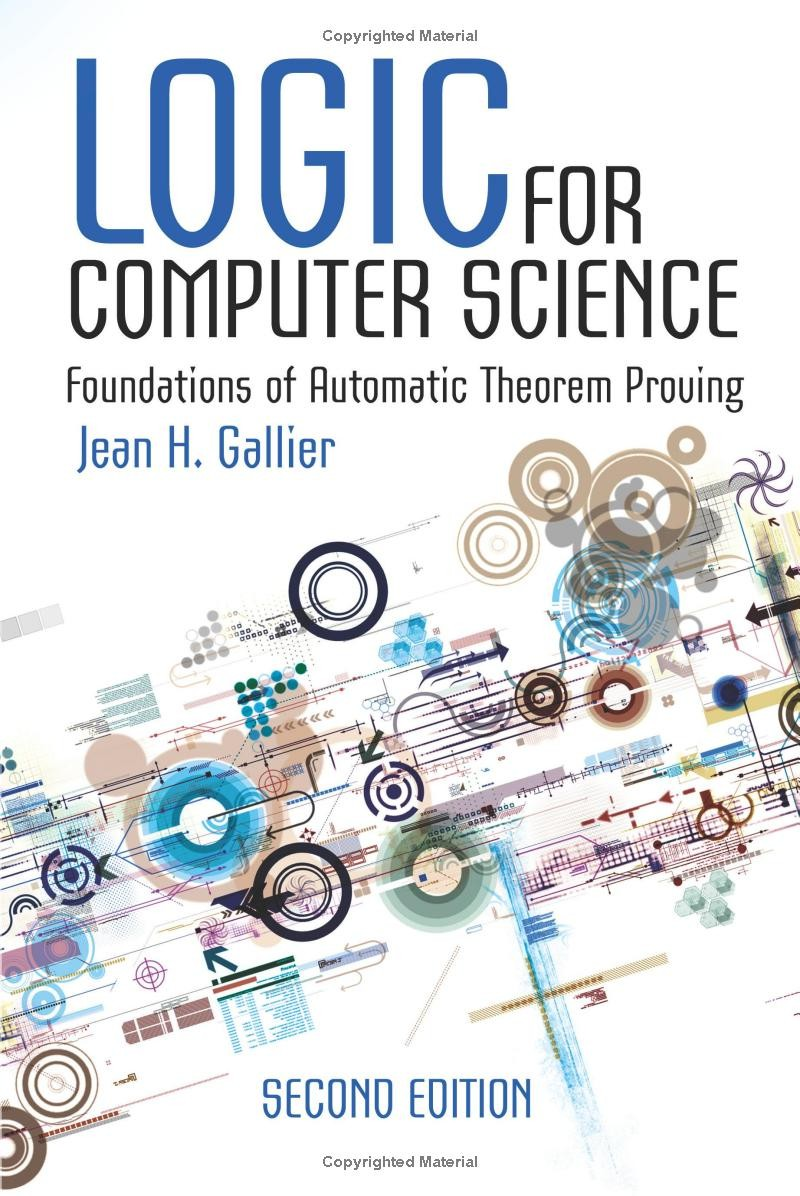 Copyrighted Material
LOGIC FOR
COMPUTER SCIENCE
Foundations of Automatic Theorem Proving
Jean H. Gallier
SECOND EDITION
Copyrighted Material